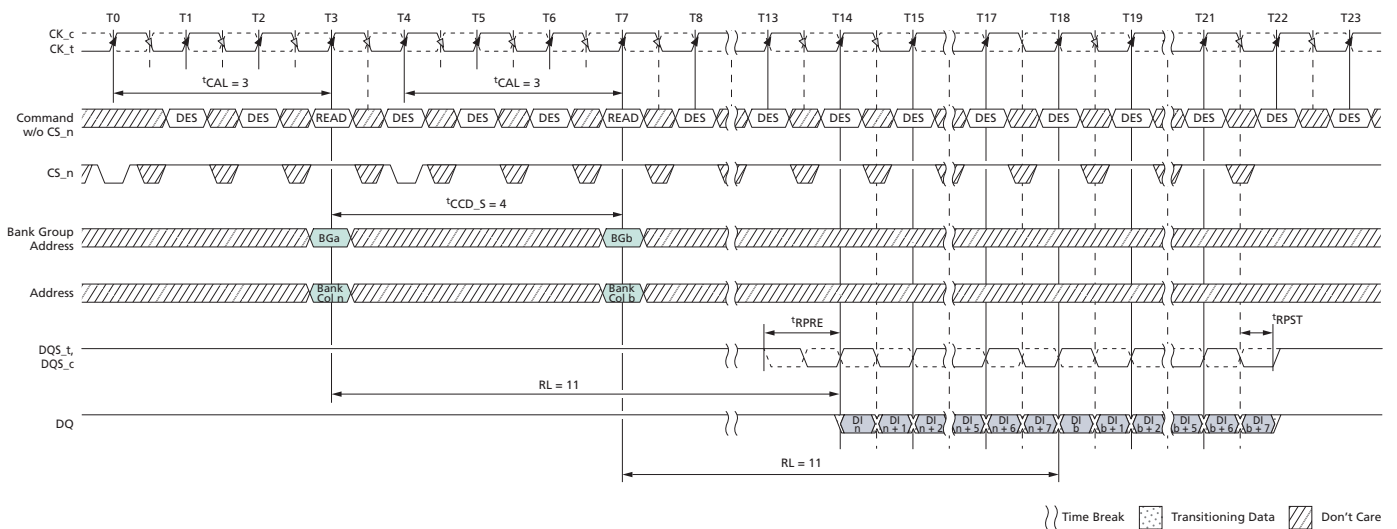 T0 T1 T2 T3 T4 T5 T6 T7 T8 T13 T14 T15 T17 T18 T19 T21 T22 T23
CK_c
CK_t
tCAL = 3 tCAL = 3
Command
w/o CS_n
DES DES READ DES DES DES READ DES DES DES DES DES DES DES DES DES DES
CS_n
tCCD_S = 4
Bank Group
Address
BGa BGb
Address
Bank
Col n
Bank
Col b
tRPRE tRPST
DQS_t,
DQS_c
RL = 11
DQ
DI
n
DI
n + 1
DI
n + 2
DI
n + 5
DI
n + 6
DI
n + 7
DI
b
DI
b + 1
DI
b + 2
DI
b + 5
DI
b + 6
DI
b + 7
RL = 11
Time Break Transitioning Data Don't Care